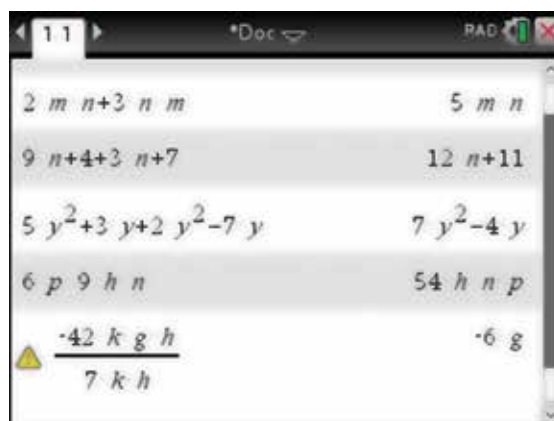 1 1 *Doc RAD
2 m n+3 n m 5 m n
9 n+4+3 n+7 12 n+11
5 y²+3 y+2 y²-7 y 7 y²-4 y
6 p 9 h n 54 h n p
-42 k g h -6 g
7 k h